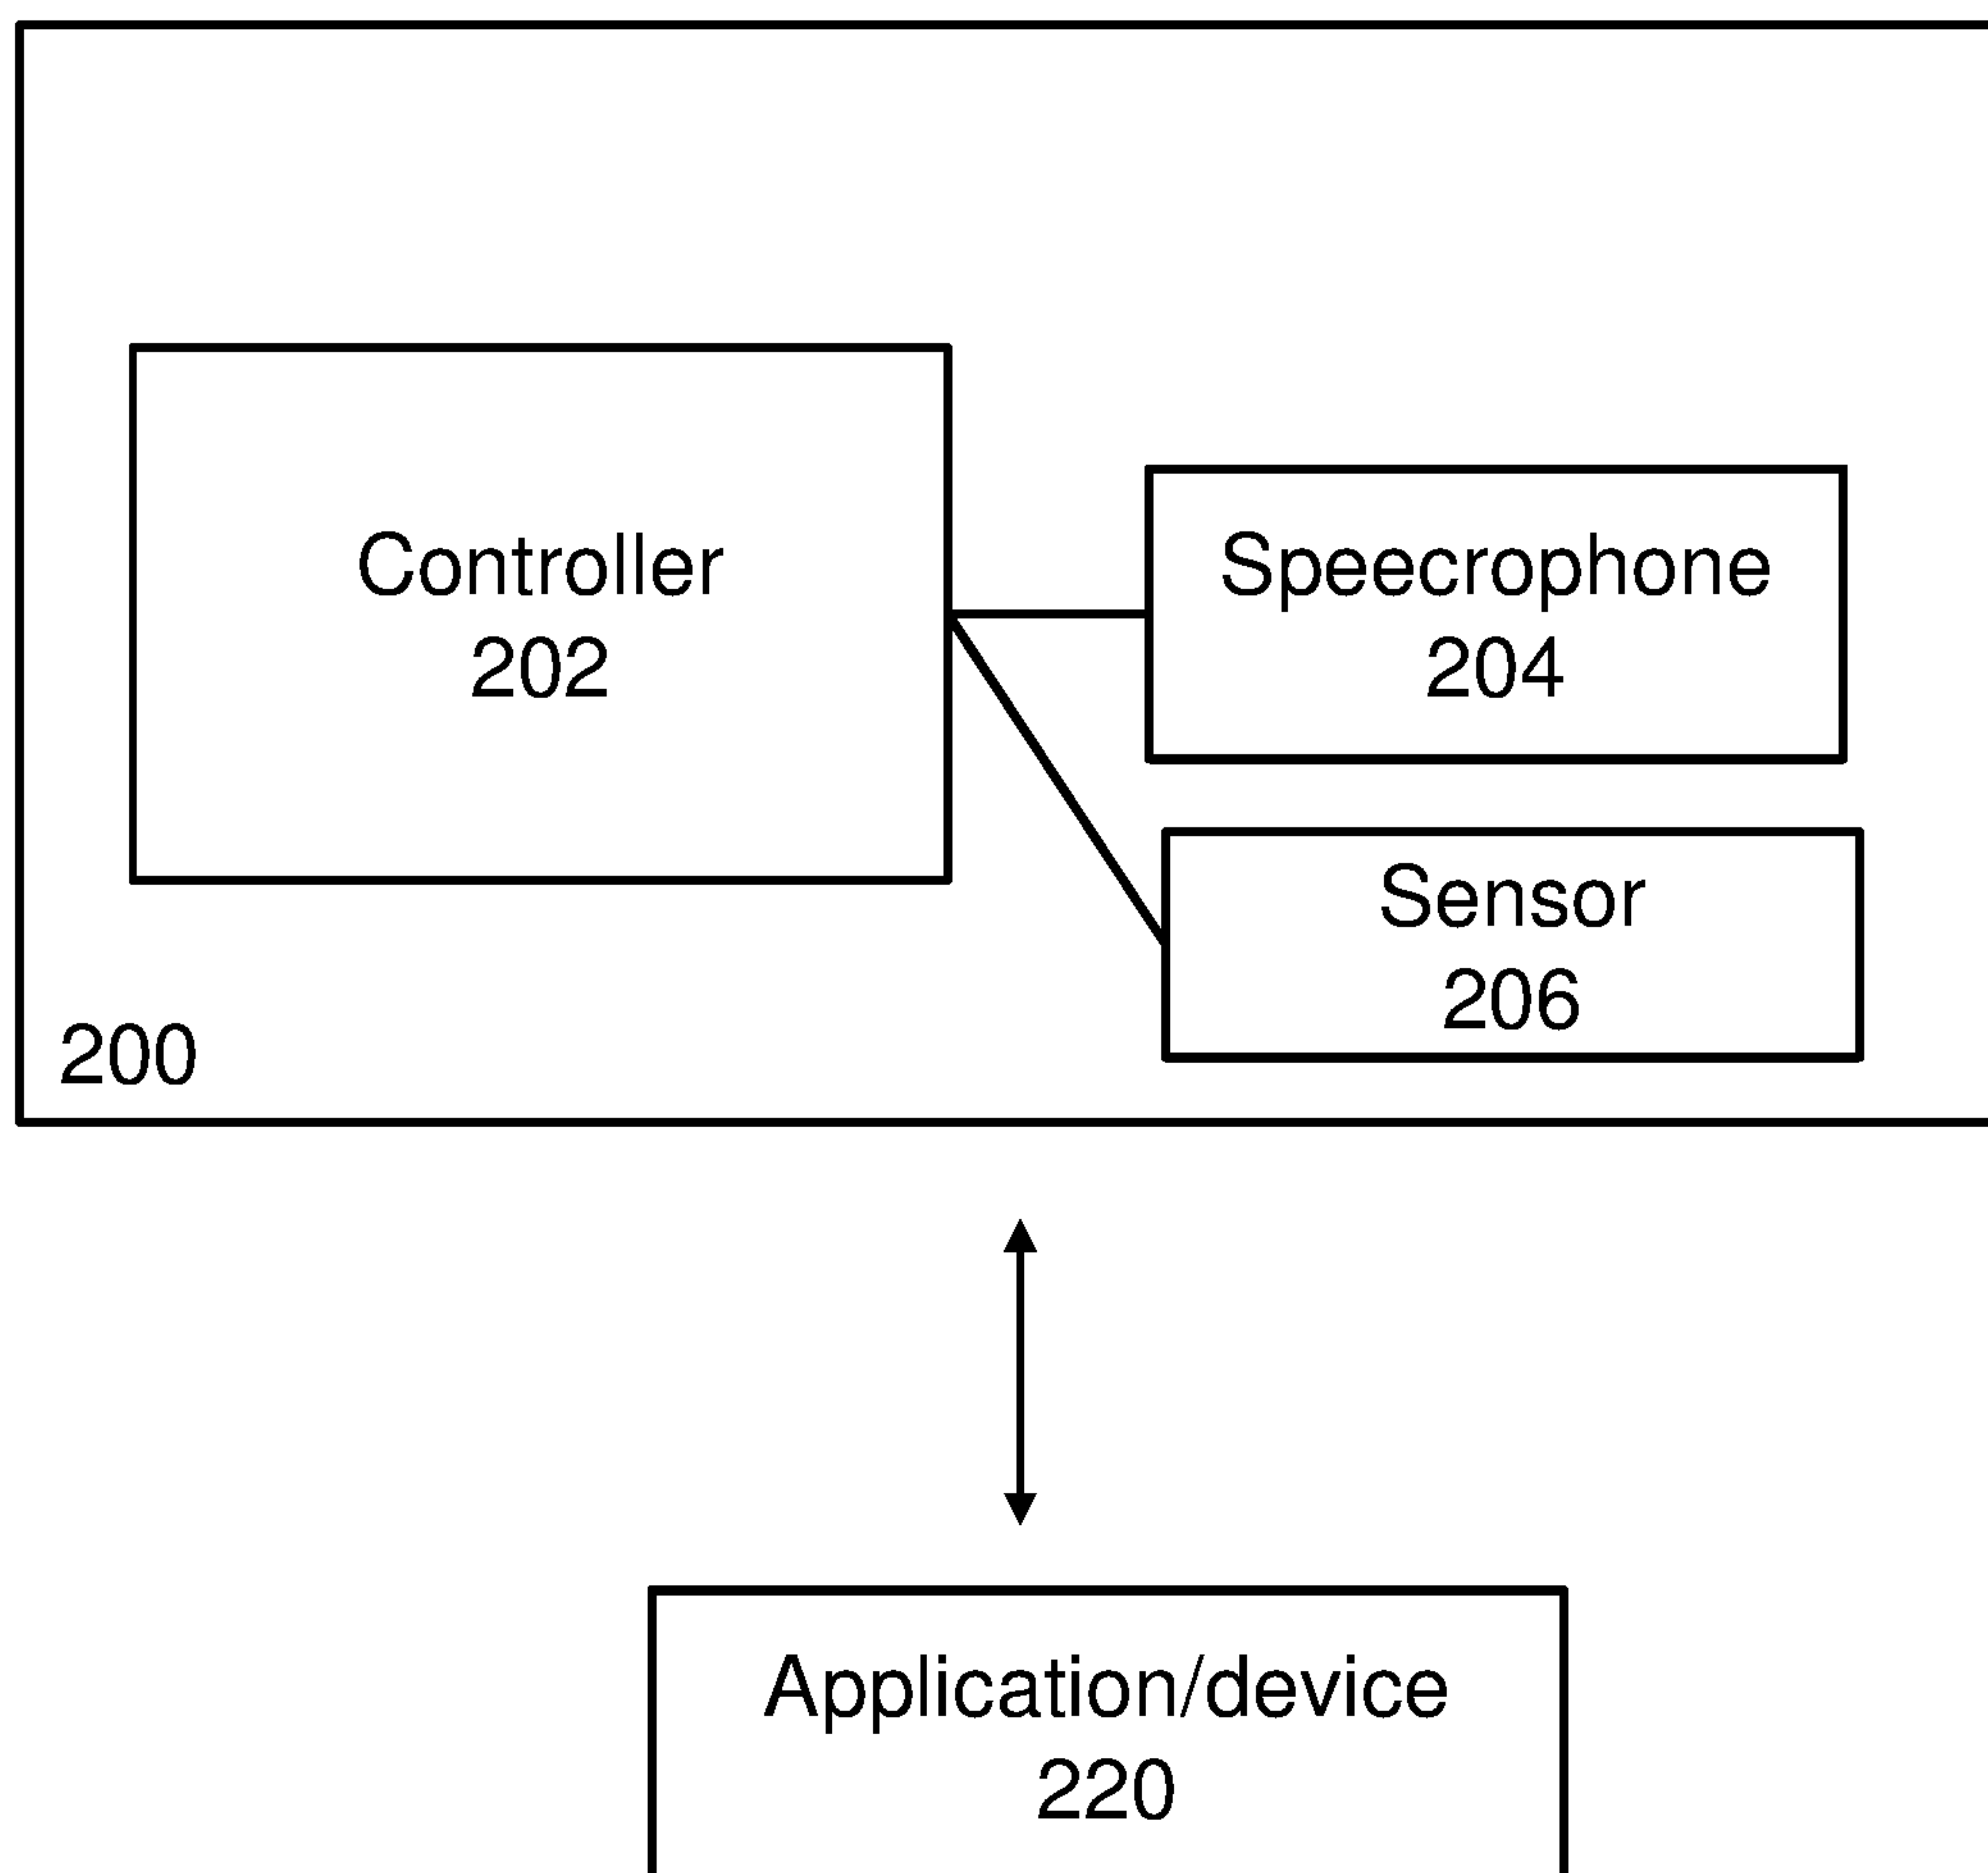 Controller
202
Speecrophone
204
Sensor
206
200
Application/device
220